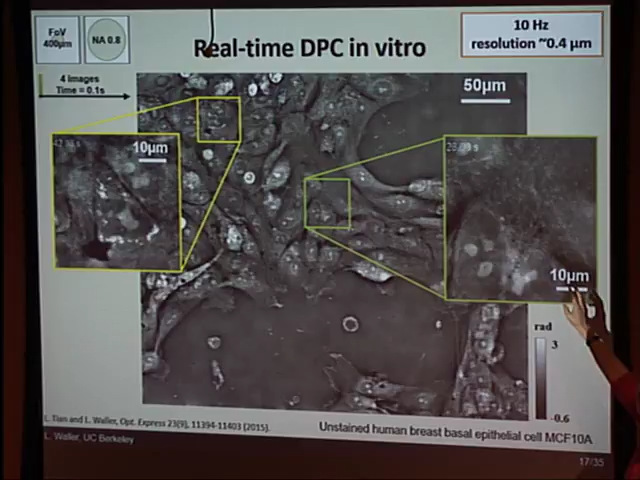 FoV
400μm
NA 0.8
Real-time DPC in vitro
10 Hz
resolution ~0.4 μm
4 images
Time = 0.1s
50μm
10μm
10μm
rad
3
-0.6
L. Tian and L. Waller, Opt. Express 23(9), 11394-11403 (2015).
Unstained human breast basal epithelial cell MCF10A
L. Waller, UC Berkeley
17/35